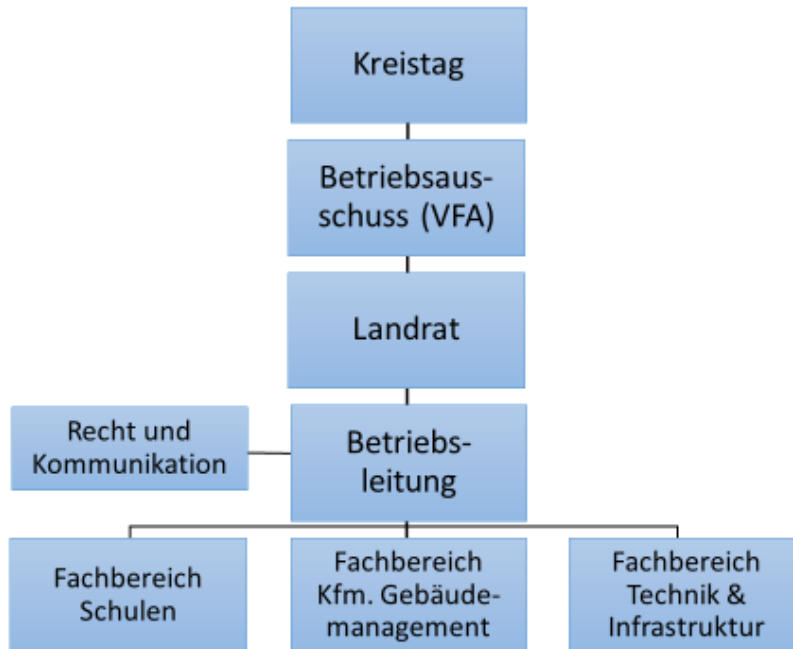 Kreistag
Betriebsaus-
schuss (VFA)
Landrat
Recht und
Kommunikation
Betriebs-
leitung
Fachbereich
Schulen
Fachbereich
Kfm. Gebäude-
management
Fachbereich
Technik &
Infrastruktur